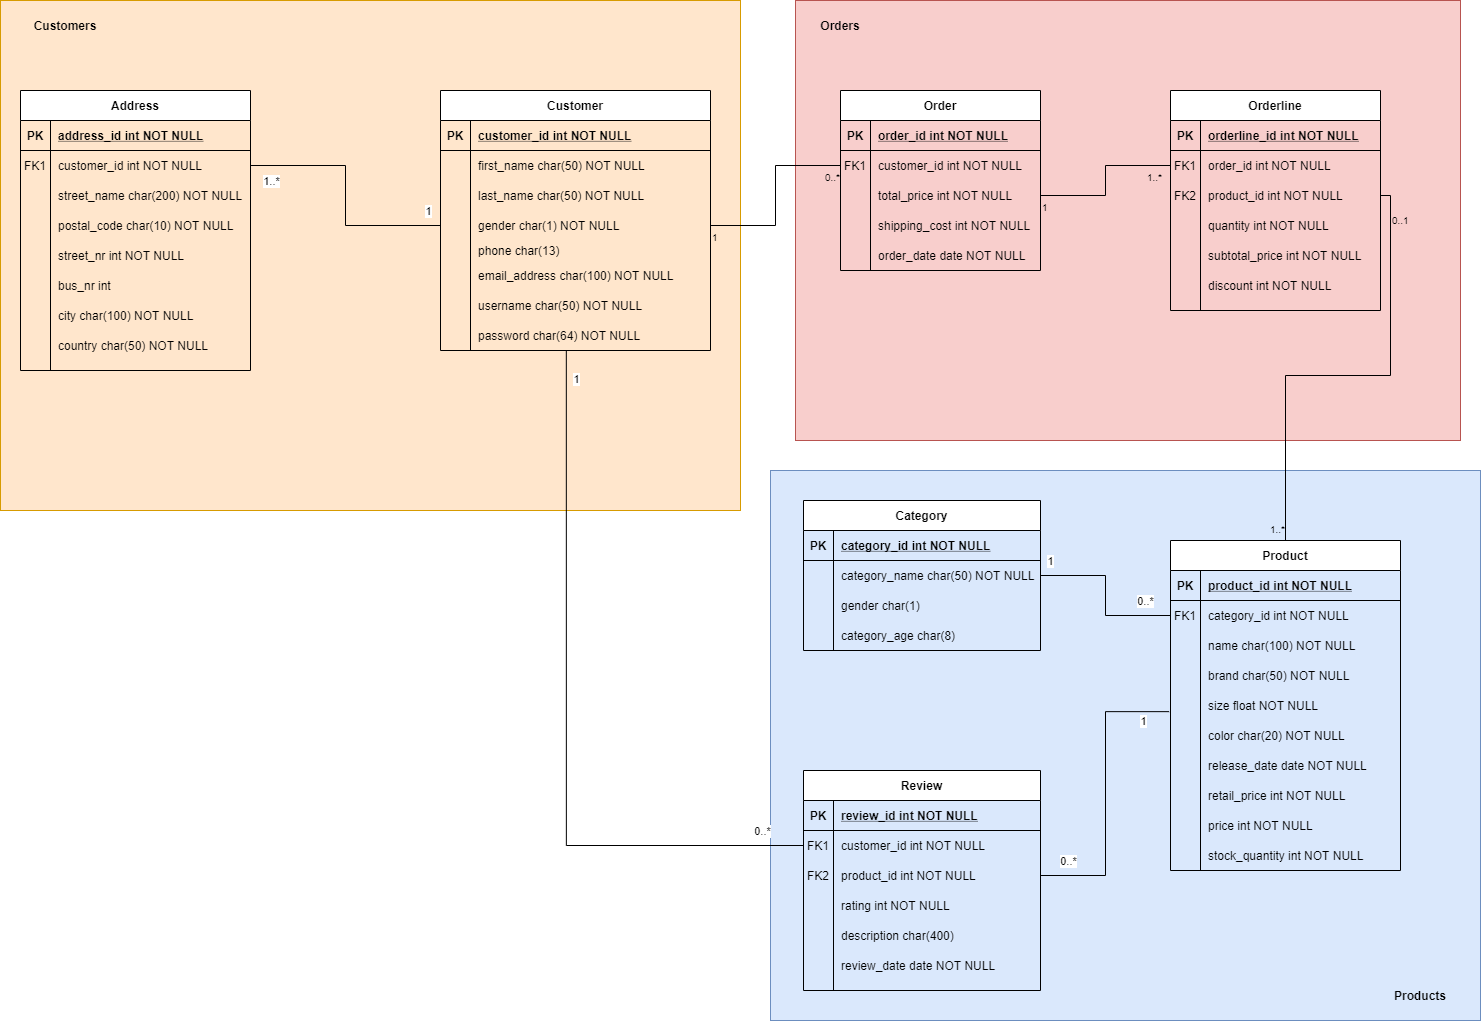 Customers
Address
PK address_id int NOT NULL
FK1 customer_id int NOT NULL
street_name char(200) NOT NULL
postal_code char(10) NOT NULL
street_nr int NOT NULL
bus_nr int
city char(100) NOT NULL
country char(50) NOT NULL
1..*
1
Customer
PK customer_id int NOT NULL
first_name char(50) NOT NULL
last_name char(50) NOT NULL
gender char(1) NOT NULL
phone char(13)
email_address char(100) NOT NULL
username char(50) NOT NULL
password char(64) NOT NULL
1
1
0..*
Orders
Order
PK order_id int NOT NULL
FK1 customer_id int NOT NULL
total_price int NOT NULL
shipping_cost int NOT NULL
order_date date NOT NULL
0..*
1
1..*
Orderline
PK orderline_id int NOT NULL
FK1 order_id int NOT NULL
FK2 product_id int NOT NULL
quantity int NOT NULL
subtotal_price int NOT NULL
discount int NOT NULL
0..1
1..*
Category
PK category_id int NOT NULL
category_name char(50) NOT NULL
gender char(1)
category_age char(8)
1
0..*
Product
PK product_id int NOT NULL
FK1 category_id int NOT NULL
name char(100) NOT NULL
brand char(50) NOT NULL
size float NOT NULL
color char(20) NOT NULL
release_date date NOT NULL
retail_price int NOT NULL
price int NOT NULL
stock_quantity int NOT NULL
1
Review
PK review_id int NOT NULL
FK1 customer_id int NOT NULL
FK2 product_id int NOT NULL
rating int NOT NULL
description char(400)
review_date date NOT NULL
0..*
Products